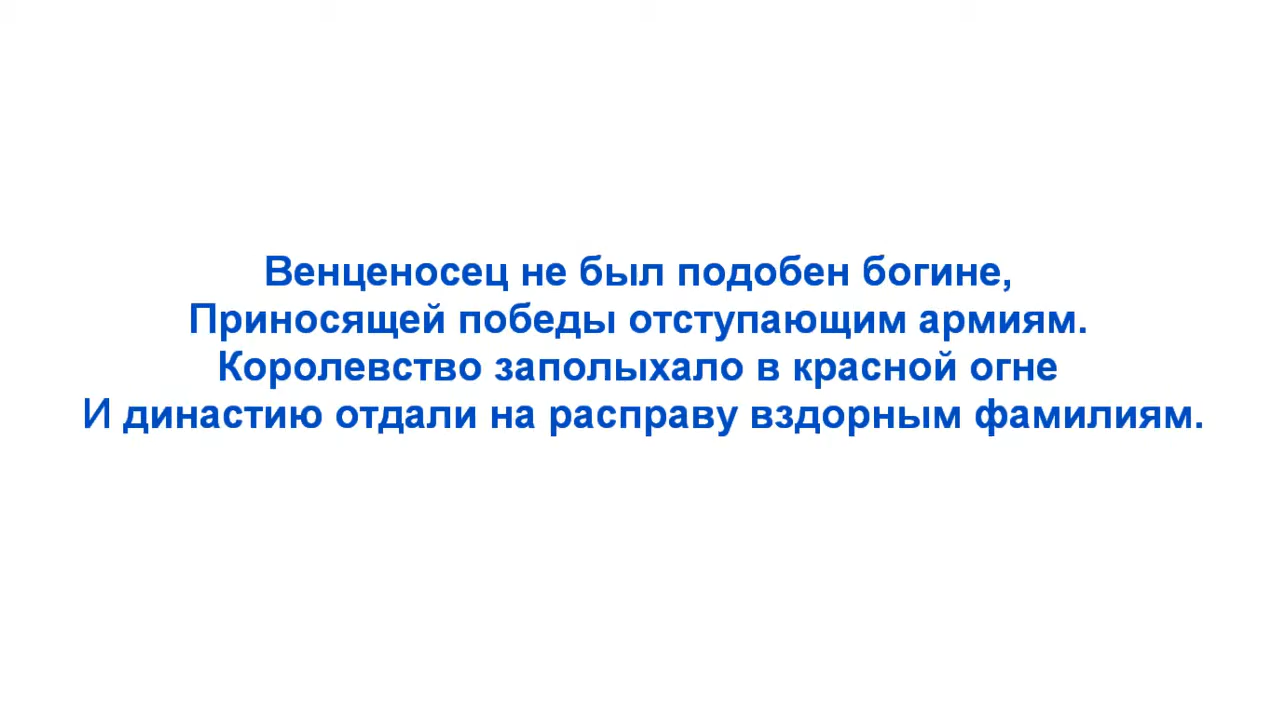 Венценосец не был подобен богине,
Приносящей победы отступающим армиям.
Королевство заполыхало в красной огне
И династию отдали на расправу вздорным фамилиям.